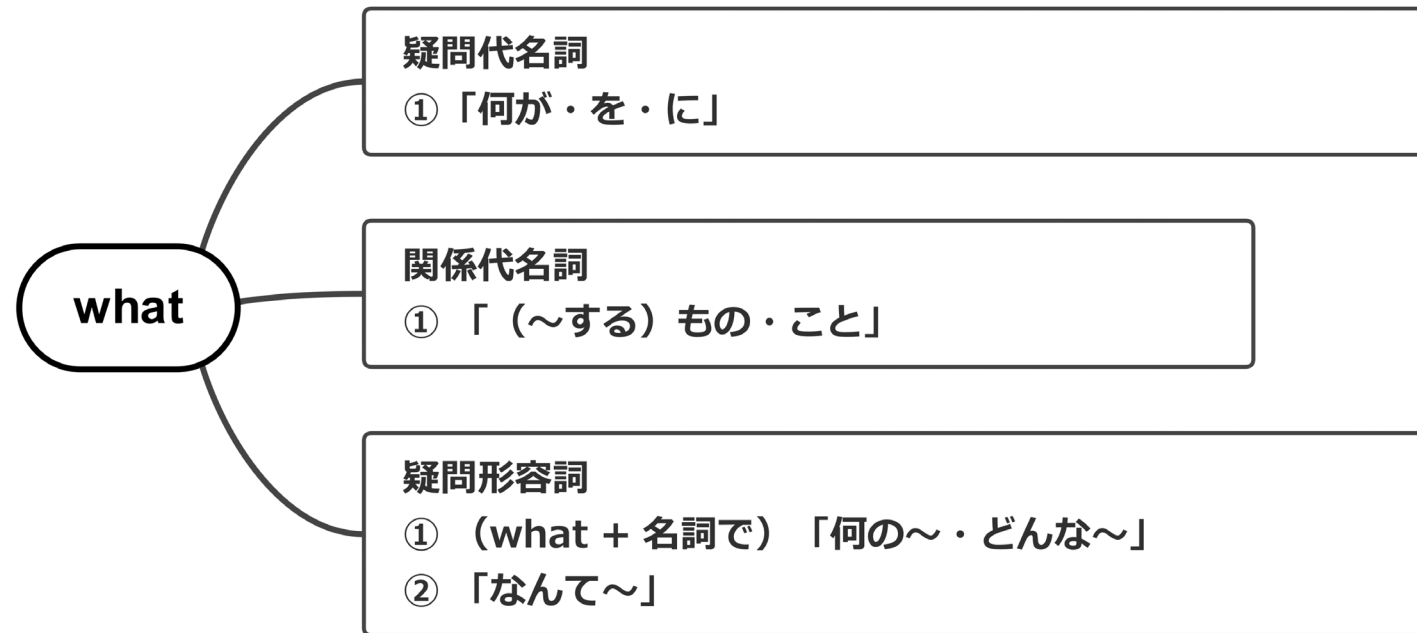 what
疑問代名詞
①「何が・を・に」
関係代名詞
① 「（～する）もの・こと」
疑問形容詞
① （what + 名詞で）「何の～・どんな～」
② 「なんて～」